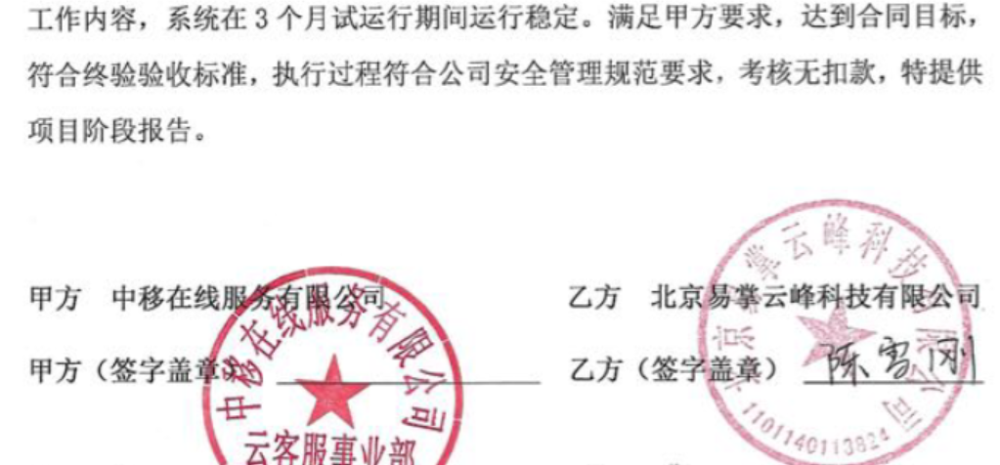 工作内容，系统在 3 个月试运行期间运行稳定。满足甲方要求，达到合同目标，
符合终验验收标准，执行过程符合公司安全管理规范要求，考核无扣款，特提供
项目阶段报告。
甲方 中移在线服务有限公司
乙方 北京易掌云峰科技有限公司
甲方（签字盖章）
乙方（签字盖章） 陈雪刚
中移在线服务有限公司
云客服事业部
北京易掌云峰科技有限公司
1101140113824